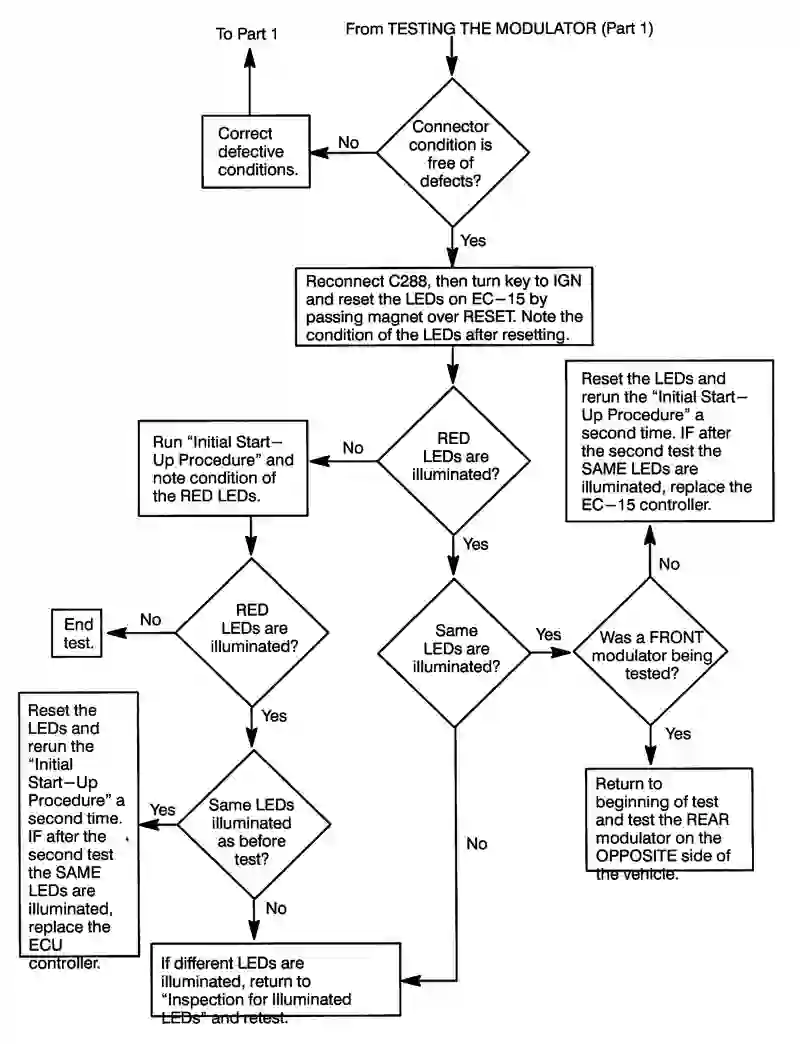 To Part 1
From TESTING THE MODULATOR (Part 1)
Correct
defective
conditions.
No
Connector
condition is
free of
defects?
Yes
Reconnect C288, then turn key to IGN
and reset the LEDs on EC−15 by
passing magnet over RESET. Note the
condition of the LEDs after resetting.
Reset the LEDs and
rerun the “Initial Start−
Up Procedure” a
second time. IF after
the second test the
SAME LEDs are
illuminated, replace the
EC−15 controller.
Run “Initial Start−
Up Procedure” and
note condition of
the RED LEDs.
No
RED
LEDs are
illuminated?
Yes
No
End
test.
No
RED
LEDs are
illuminated?
Same
LEDs are
illuminated?
Yes
Was a FRONT
modulator being
tested?
Yes
Yes
Reset the
LEDs and
rerun the
“Initial
Start−Up
Procedure” a
second time.
IF after the
second test
the SAME
LEDs are
illuminated,
replace the
ECU
controller.
Yes
Same LEDs
illuminated
as before
test?
No
No
Return to
beginning of test
and test the REAR
modulator on the
OPPOSITE side of
the vehicle.
If different LEDs are
illuminated, return to
“Inspection for Illuminated
LEDs” and retest.